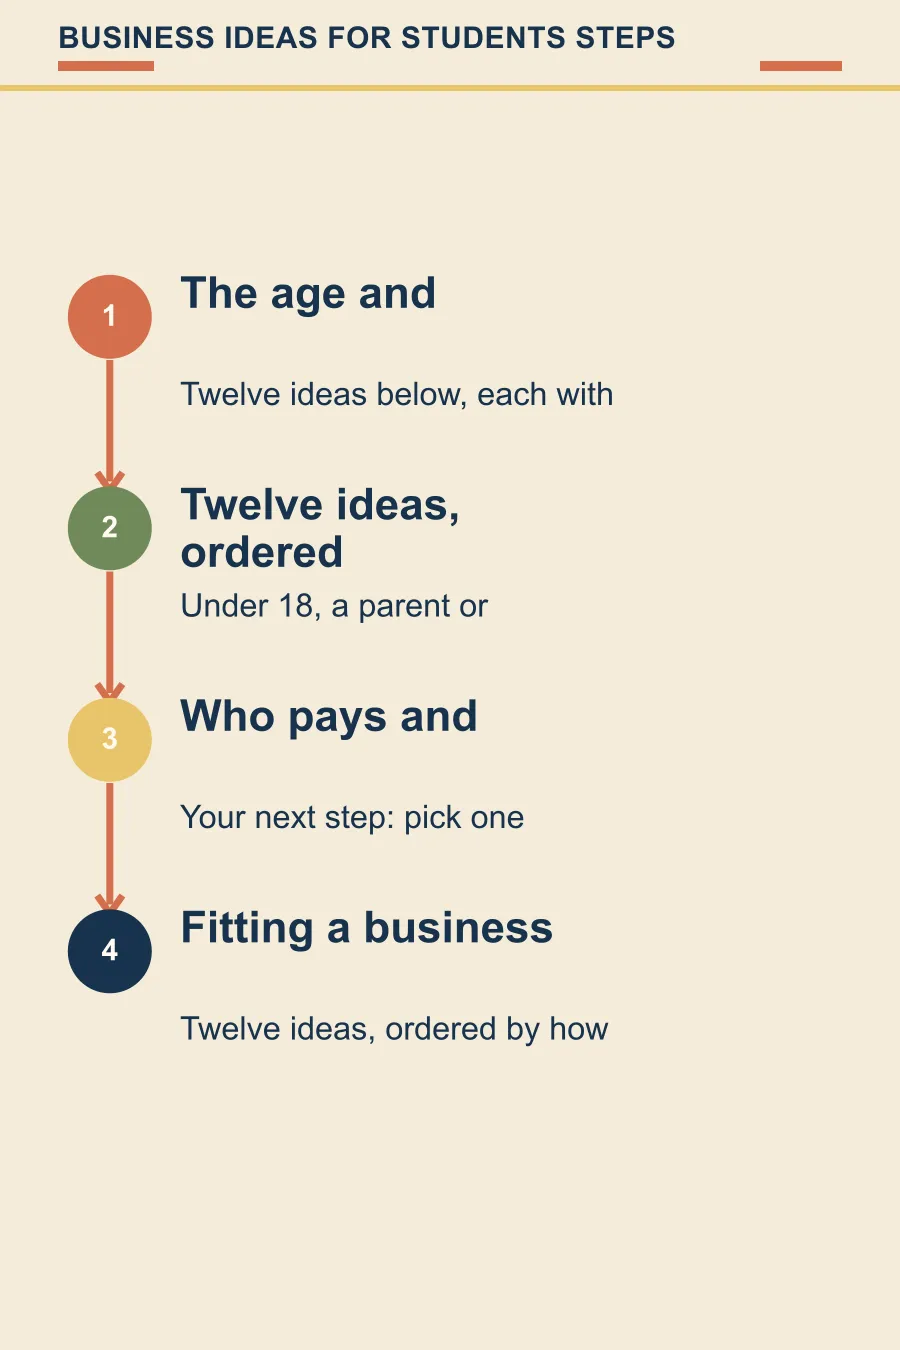 BUSINESS IDEAS FOR STUDENTS STEPS
1
The age and
Twelve ideas below, each with
2
Twelve ideas,
ordered
Under 18, a parent or
3
Who pays and
Your next step: pick one
4
Fitting a business
Twelve ideas, ordered by how